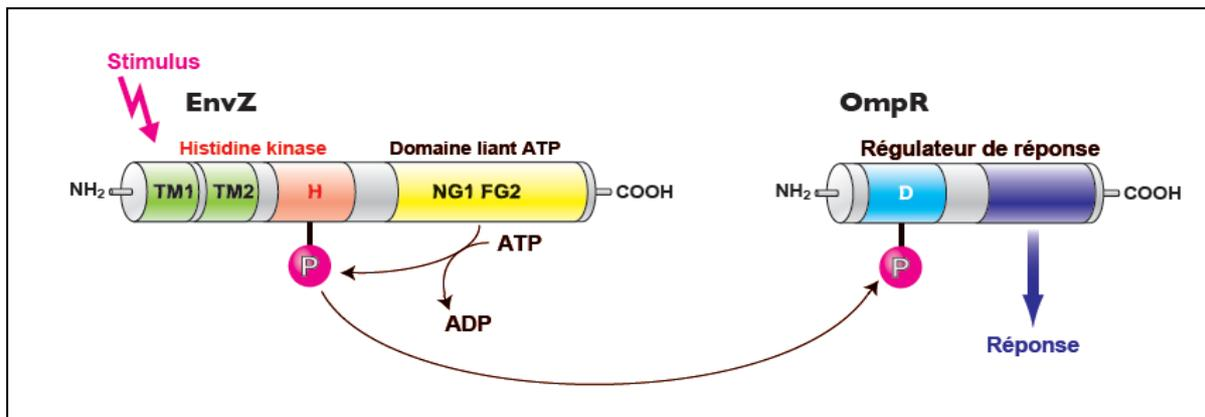 Stimulus
EnvZ
OmpR
Histidine kinase
Domaine liant ATP
Régulateur de réponse
NH2
TM1
TM2
H
NG1 FG2
COOH
NH2
D
COOH
P
ATP
ADP
P
Réponse